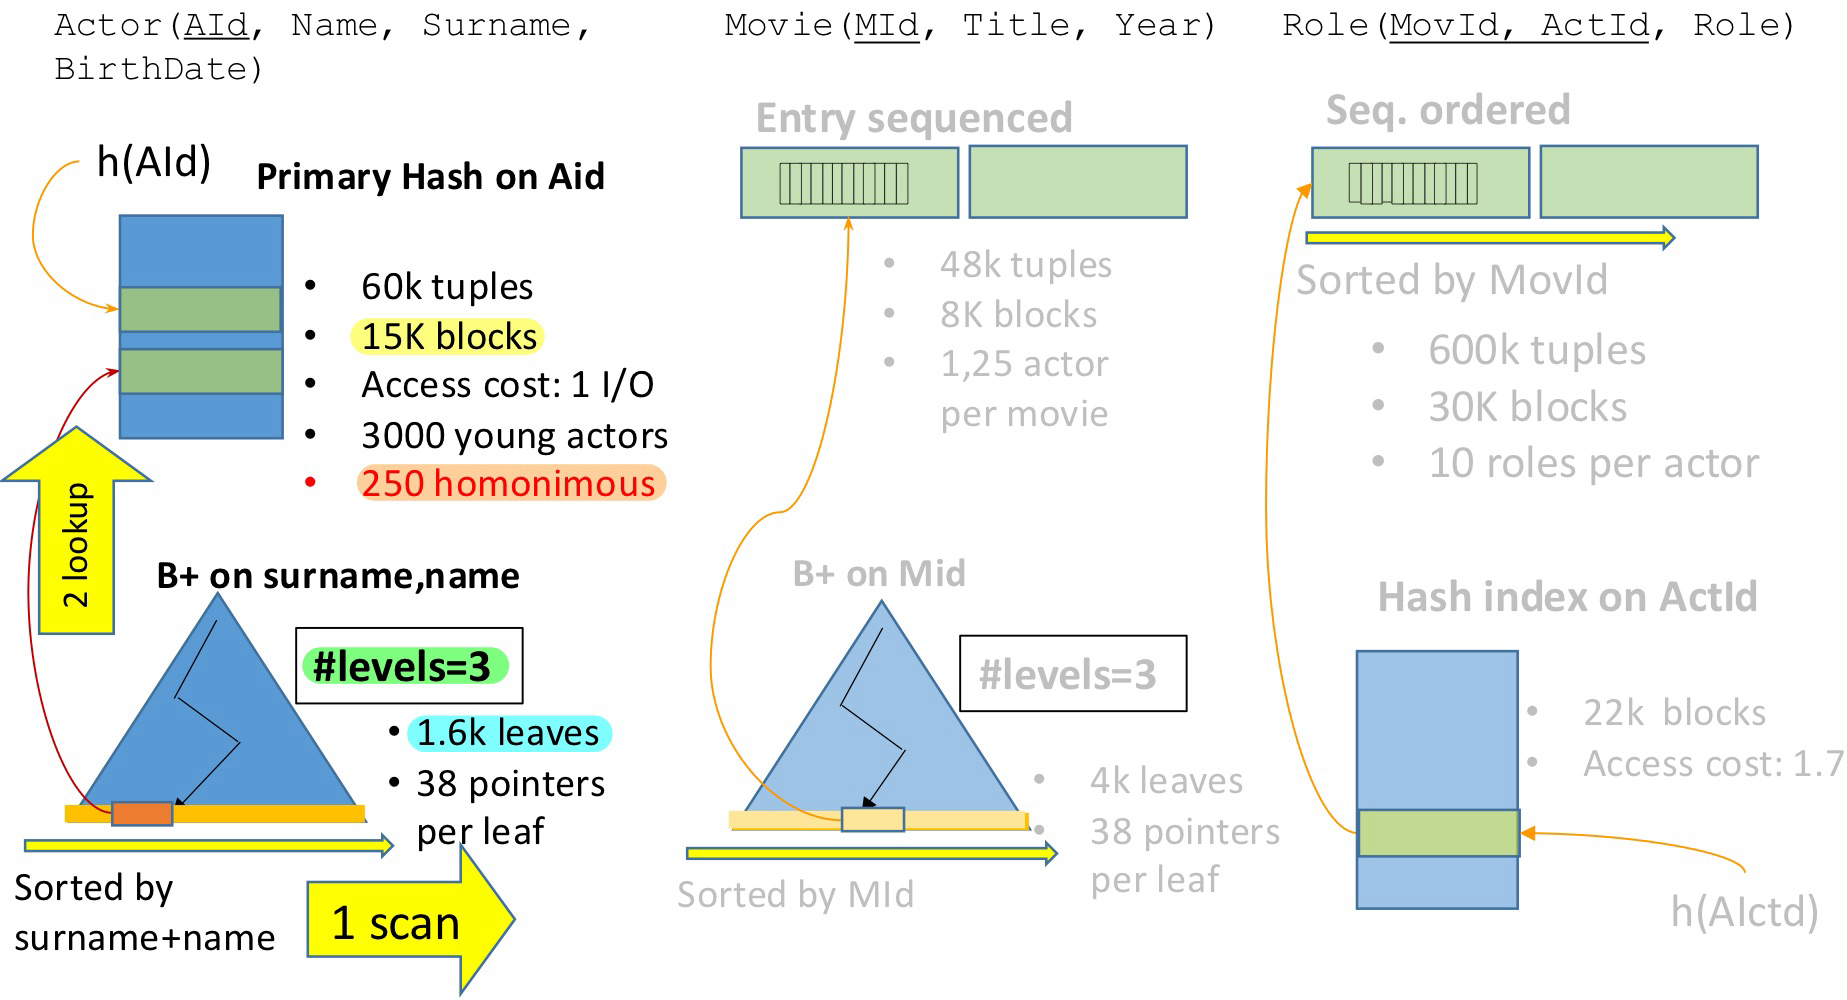 Actor(AId, Name, Surname,
BirthDate)
Movie(MId, Title, Year)
Role(MovId, ActId, Role)
h(AId)
Primary Hash on Aid
• 60k tuples
• 15K blocks
• Access cost: 1 I/O
• 3000 young actors
• 250 homonimous
2 lookup
B+ on surname,name
#levels=3
• 1.6k leaves
• 38 pointers
per leaf
Sorted by
surname+name
1 scan
Entry sequenced
• 48k tuples
• 8K blocks
• 1,25 actor
per movie
B+ on Mid
#levels=3
• 4k leaves
• 38 pointers
per leaf
Sorted by MId
Seq. ordered
Sorted by MovId
• 600k tuples
• 30K blocks
• 10 roles per actor
Hash index on ActId
• 22k blocks
• Access cost: 1.7
h(AIctd)